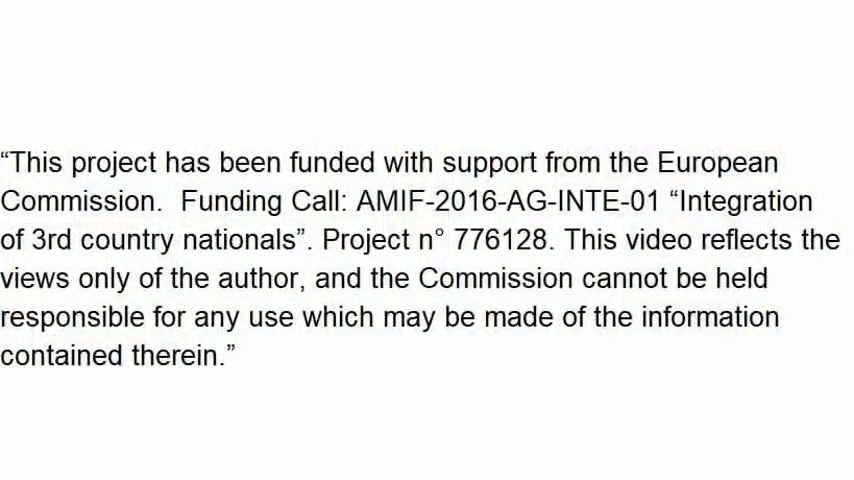 “This project has been funded with support from the European
Commission.  Funding Call: AMIF-2016-AG-INTE-01 “Integration
of 3rd country nationals”. Project n° 776128. This video reflects the
views only of the author, and the Commission cannot be held
responsible for any use which may be made of the information
contained therein.”